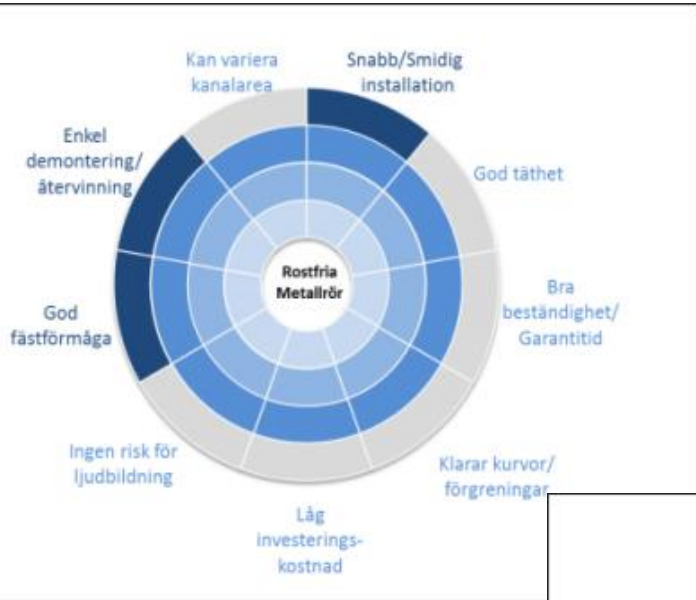 Kan variera
kanalarea
Snabb/Smidig
installation
God täthet
Bra
beständighet/
Garantitid
Klarar kurvor/
förgreningar
Låg
investerings-
kostnad
Ingen risk för
ljudbildning
God
fästförmåga
Enkel
demontering/
återvinning
Rostfria
Metallrör